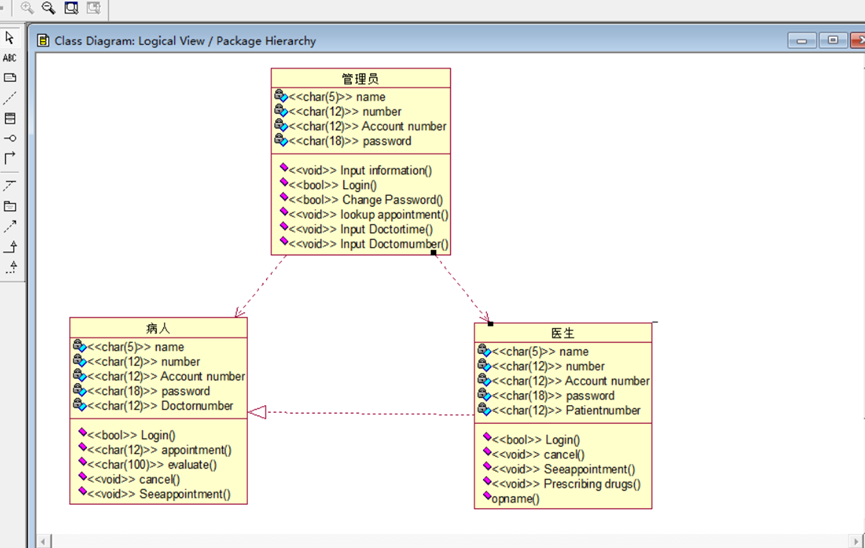 Class Diagram: Logical View / Package Hierarchy
ABC
管理员
<<char(5)>> name
<<char(12)>> number
<<char(12)>> Account number
<<char(18)>> password
<<void>> Input information()
<<bool>> Login()
<<bool>> Change Password()
<<void>> lookup appointment()
<<void>> Input Doctortime()
<<void>> Input Doctornumber()
病人
<<char(5)>> name
<<char(12)>> number
<<char(12)>> Account number
<<char(18)>> password
<<char(12)>> Doctornumber
<<bool>> Login()
<<char(12)>> appointment()
<<char(100)>> evaluate()
<<void>> cancel()
<<void>> Seeappointment()
医生
<<char(5)>> name
<<char(12)>> number
<<char(12)>> Account number
<<char(18)>> password
<<char(12)>> Patientnumber
<<bool>> Login()
<<void>> cancel()
<<void>> Seeappointment()
<<void>> Prescribing drugs()
opname()